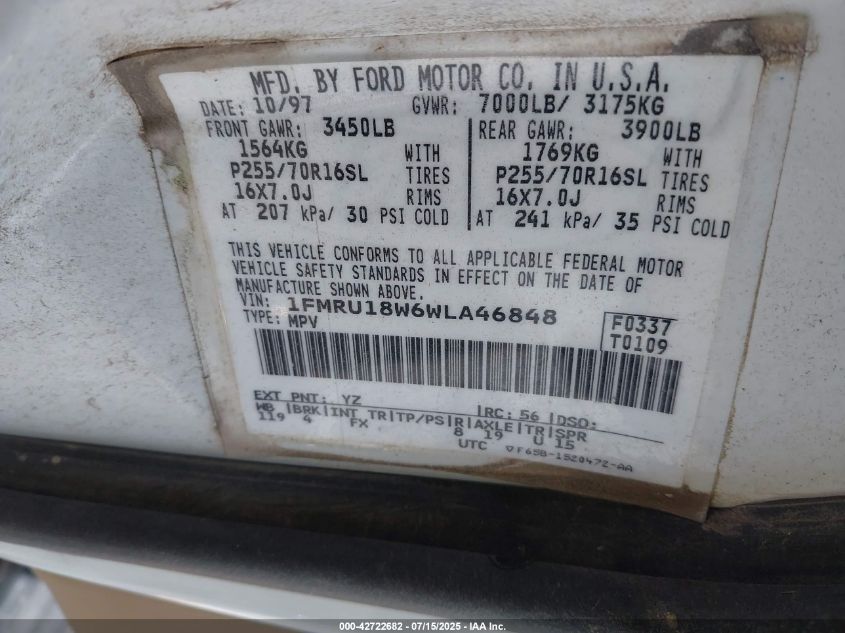 MFD. BY FORD MOTOR CO. IN U.S.A.
DATE: 10/97 GVWR: 7000LB/ 3175KG
FRONT GAWR: 3450LB REAR GAWR: 3900LB
1564KG WITH 1769KG WITH
P255/70R16SL TIRES P255/70R16SL TIRES
16X7.0J RIMS 16X7.0J RIMS
AT 207 kPa/ 30 PSI COLD AT 241 kPa/ 35 PSI COLD
THIS VEHICLE CONFORMS TO ALL APPLICABLE FEDERAL MOTOR
VEHICLE SAFETY STANDARDS IN EFFECT ON THE DATE OF
MANUFACTURE SHOWN ABOVE.
VIN: 1FMRU18W6WLA46848
TYPE: MPV
F0337
T0109
EXT PNT: YZ RC: 56 DSO:
WB BRK INT TR TP/PS R AXLE TR SPR
119 4 FX 8 19 U 15
UTC ▽F65B-1520472-AA
000-42722682 / 07/15/2025 - IAA Inc.